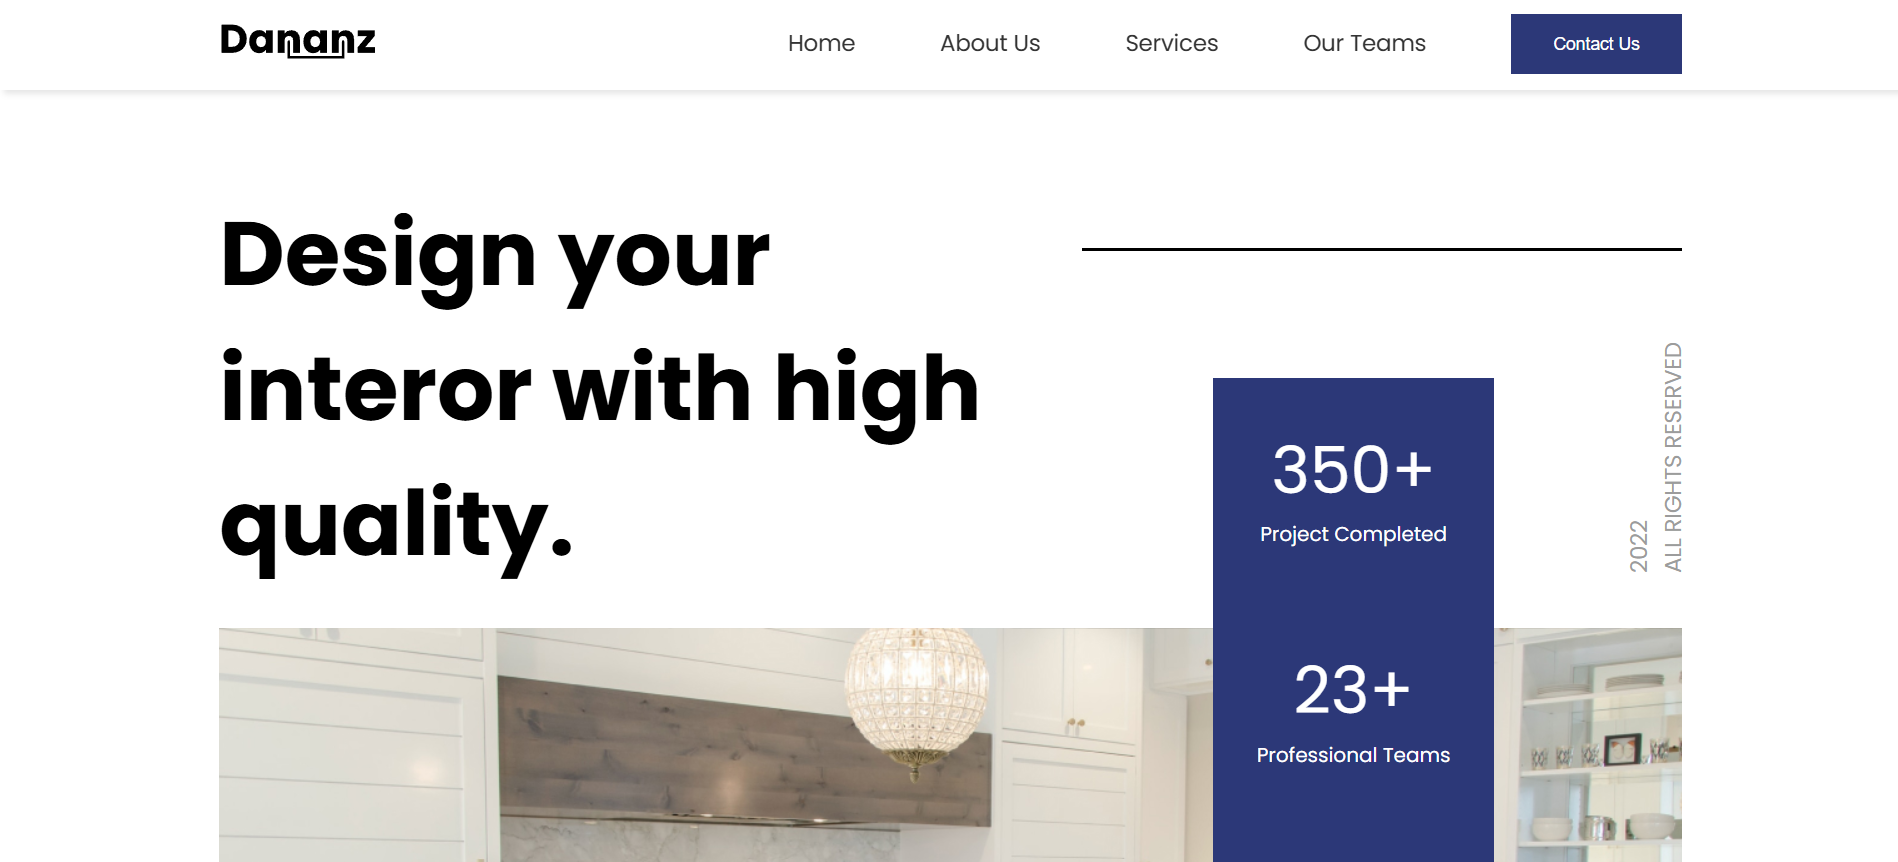 Dananz
Home
About Us
Services
Our Teams
Contact Us
Design your
interor with high
quality.
350+
Project Completed
23+
Professional Teams
2022
ALL RIGHTS RESERVED